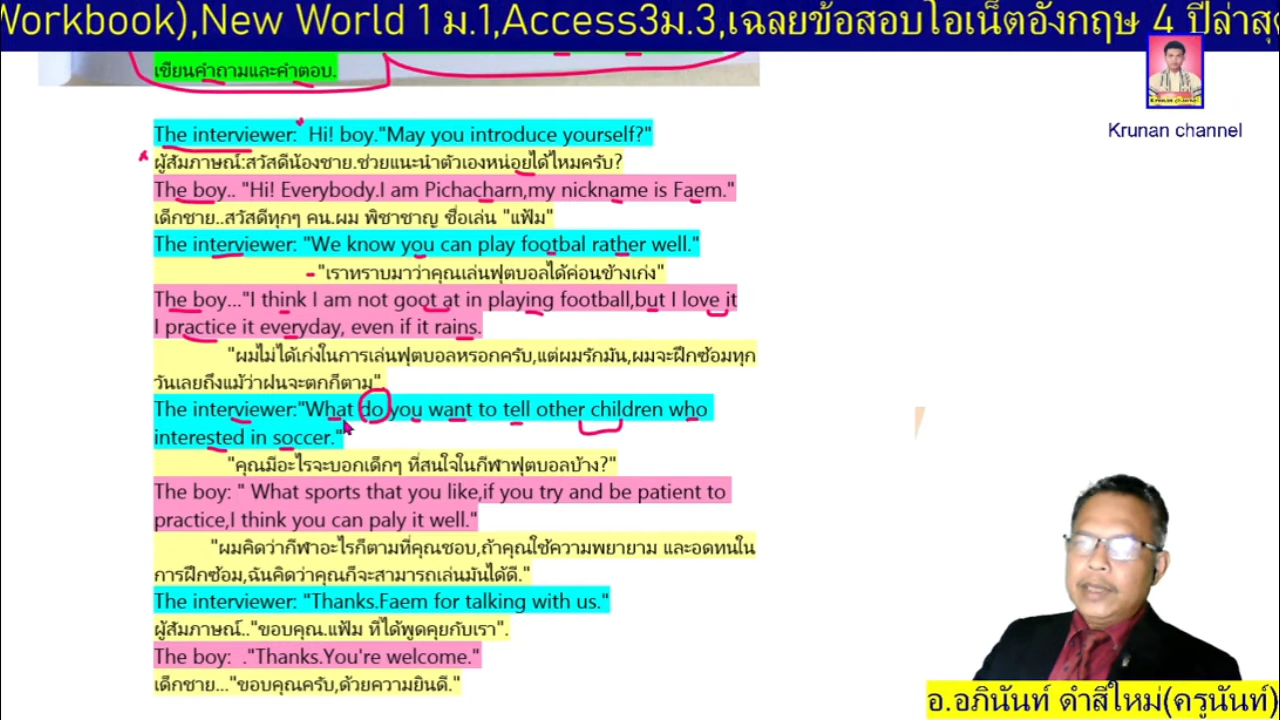 Workbook),New World 1 ม.1,Access3ม.3,เฉลยข้อสอบโอเน็ตอังกฤษ 4 ปีล่าสุด
เขียนคำถามและคำตอบ.
Krunan channel
The interviewer: Hi! boy."May you introduce yourself?"
ผู้สัมภาษณ์:สวัสดีน้องชาย.ช่วยแนะนำตัวเองหน่อยได้ไหมครับ?
The boy.. "Hi! Everybody.I am Pichacharn,my nickname is Faem."
เด็กชาย..สวัสดีทุกๆ คน.ผม พิชาชาญ ชื่อเล่น "แฟ้ม"
The interviewer: "We know you can play footbal rather well."
-"เราทราบมาว่าคุณเล่นฟุตบอลได้ค่อนข้างเก่ง"
The boy..."I think I am not goot at in playing football,but I love it
I practice it everyday, even if it rains.
"ผมไม่ได้เก่งในการเล่นฟุตบอลหรอกครับ,แต่ผมรักมัน,ผมจะฝึกซ้อมทุก
วันเลยถึงแม้ว่าฝนจะตกก็ตาม"
The interviewer:"What do you want to tell other children who
interested in soccer."
"คุณมีอะไรจะบอกเด็กๆ ที่สนใจในกีฬาฟุตบอลบ้าง?"
The boy: " What sports that you like,if you try and be patient to
practice,I think you can paly it well."
"ผมคิดว่ากีฬาอะไรก็ตามที่คุณชอบ,ถ้าคุณใช้ความพยายาม และอดทนใน
การฝึกซ้อม,ฉันคิดว่าคุณก็จะสามารถเล่นมันได้ดี."
The interviewer: "Thanks.Faem for talking with us."
ผู้สัมภาษณ์.."ขอบคุณ.แฟ้ม ที่ได้พูดคุยกับเรา".
The boy:  ."Thanks.You're welcome."
เด็กชาย..."ขอบคุณครับ,ด้วยความยินดี."
อ.อภินันท์ ดำสีใหม่(ครูนันท์)